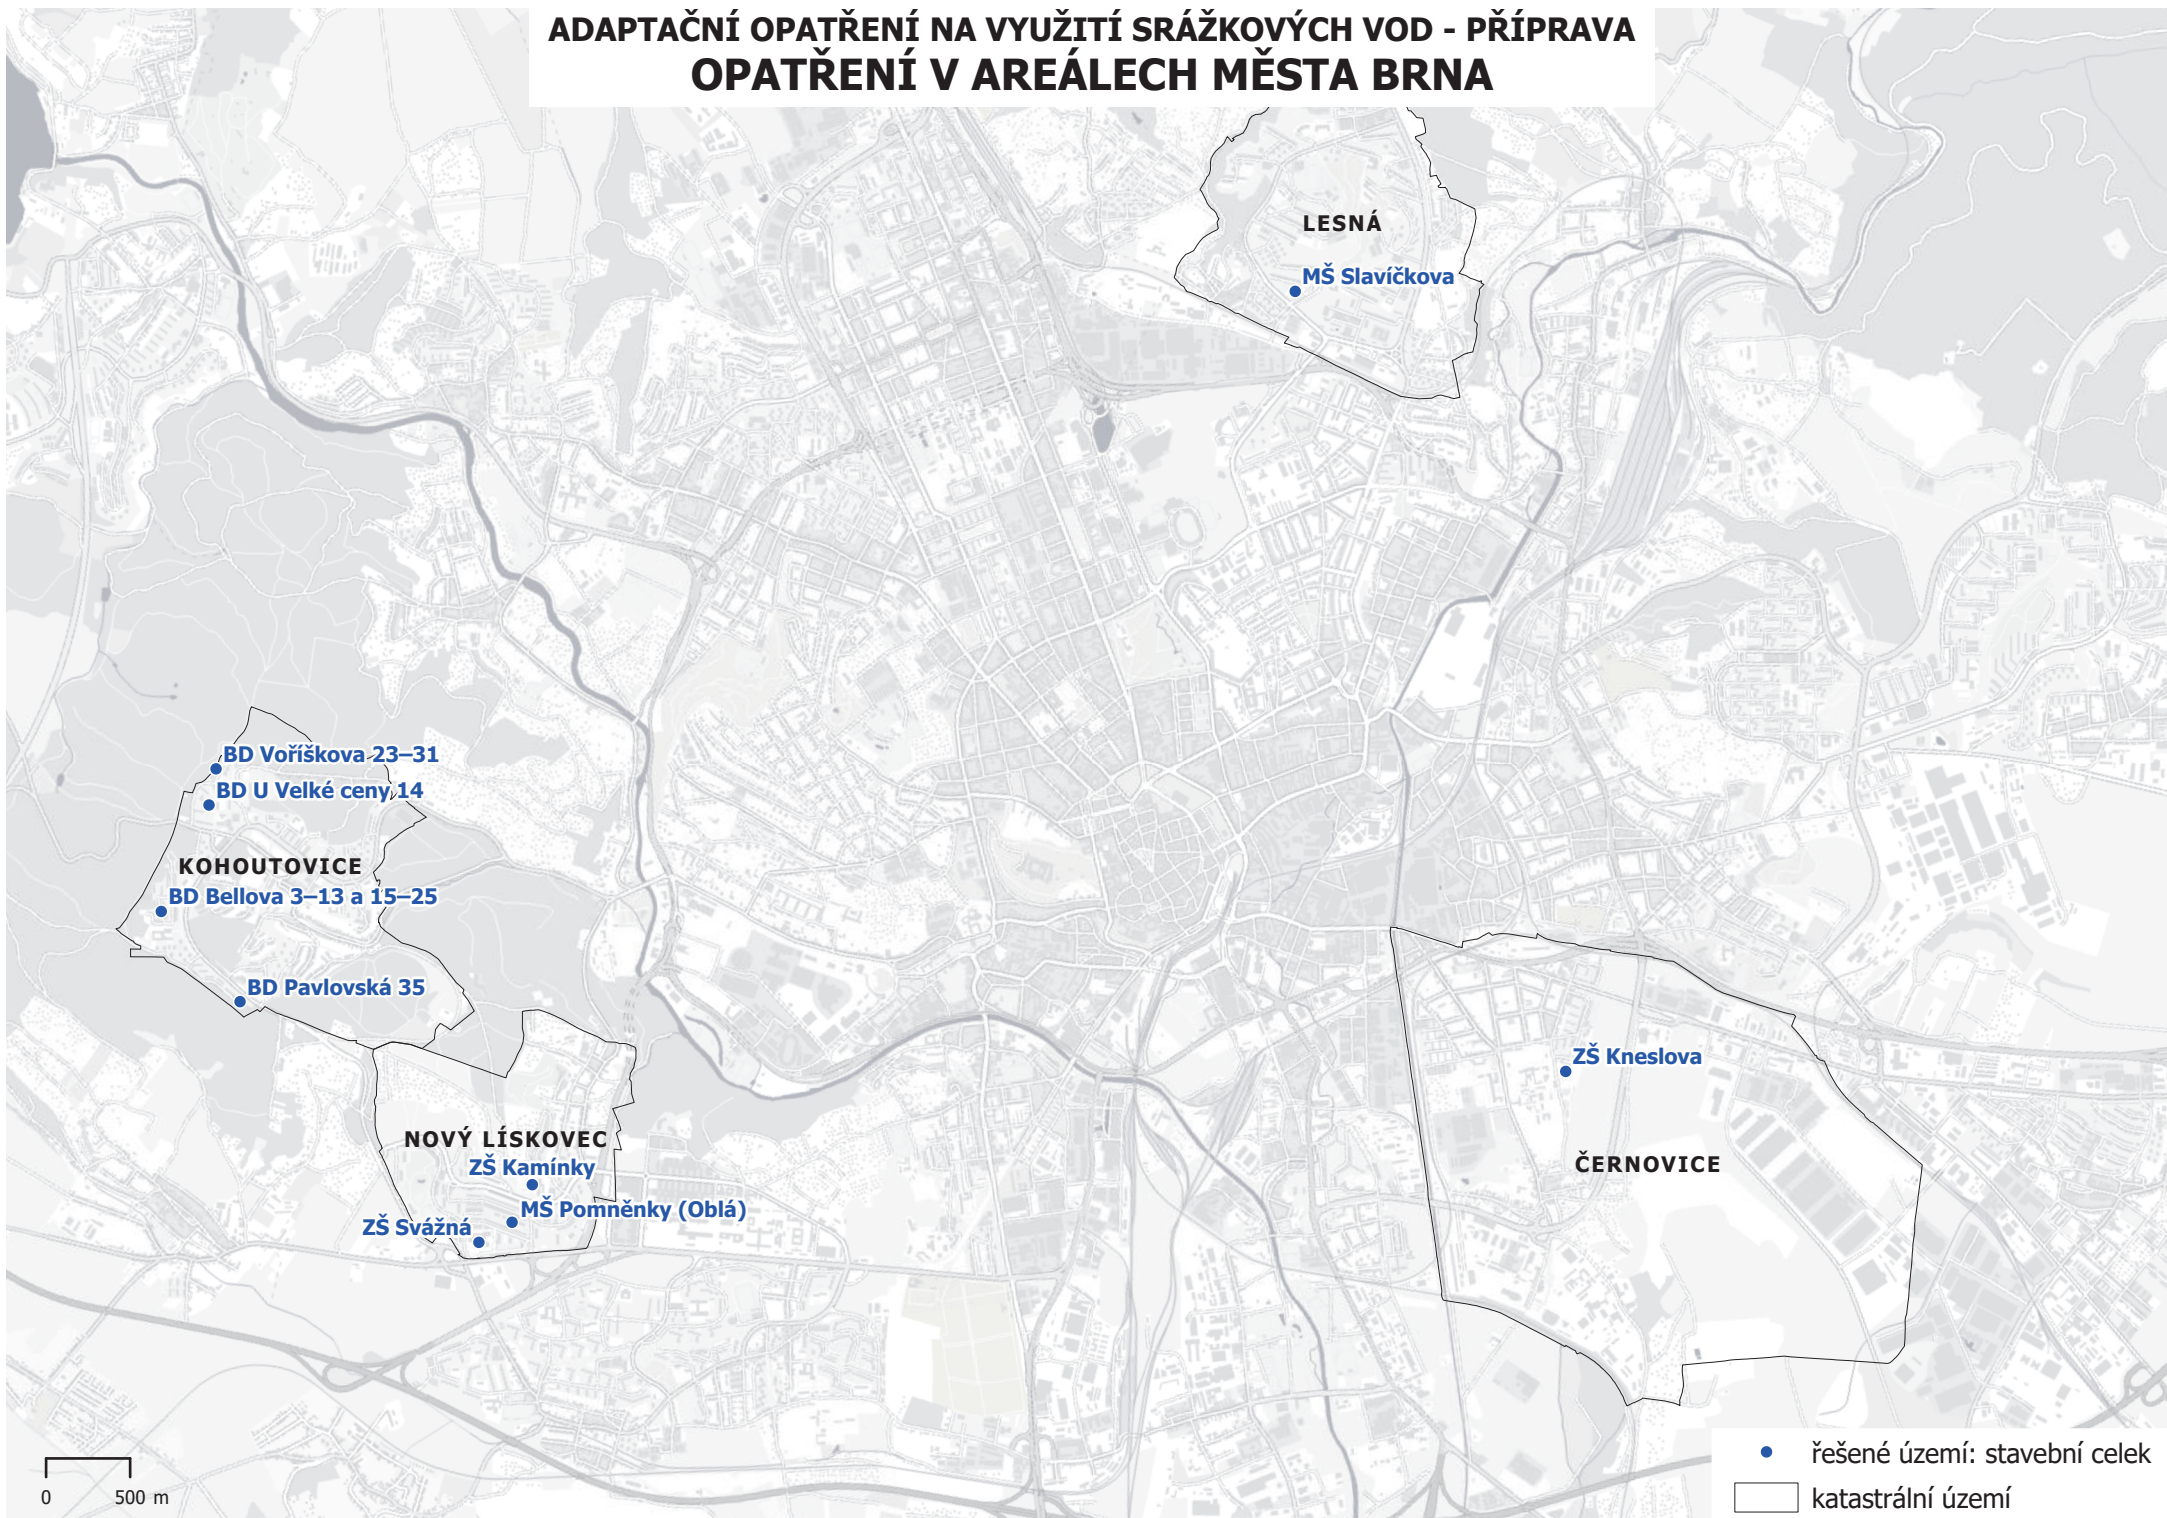 ADAPTAČNÍ OPATŘENÍ NA VYUŽITÍ SRÁŽKOVÝCH VOD - PŘÍPRAVA
OPATŘENÍ V AREÁLECH MĚSTA BRNA
LESNÁ
MŠ Slavíčkova
BD Voříškova 23–31
BD U Velké ceny 14
KOHOUTOVICE
BD Bellova 3–13 a 15–25
BD Pavlovská 35
ZŠ Kneslova
NOVÝ LÍSKOVEC
ZŠ Kamínky
ČERNOVICE
MŠ Pomněnky (Oblá)
ZŠ Svážná
řešené území: stavební celek
katastrální území
0 500 m